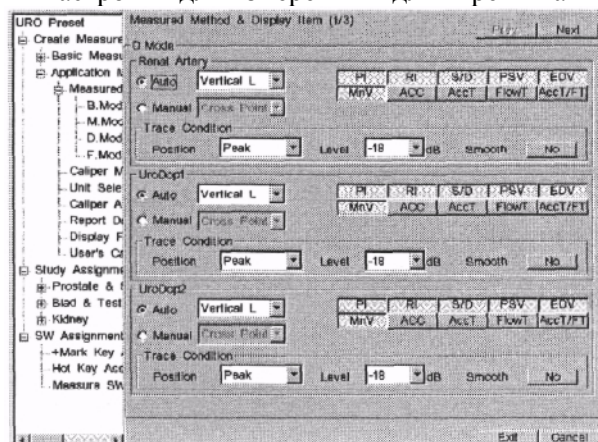 URO Preset
Create Measure
Basic Measu
Application M
Measured
B.Mod
M.Mod
D.Mod
F.Mod
Caliper M
Unit Sele
Caliper A
Report D
Display F
User's Ca
Study Assignme
Prostate &
Blad & Test
Kidney
SW Assignment
+Mark Key
Hot Key Acc
Measure SW
Measured Method & Display Item (1/3)
Prev Next
D Mode
Renal Artery
Auto Vertical L
PI RI S/D PSV EDV
Manual Cross Point
MnV ACC AccT FlowT AccT/FT
Trace Condition
Position Peak Level -18 dB Smooth No
UroDop1
Auto Vertical L
PI RI S/D PSV EDV
Manual Cross Point
MnV ACC AccT FlowT AccT/FT
Trace Condition
Position Peak Level -18 dB Smooth No
UroDop2
Auto Vertical L
PI RI S/D PSV EDV
Manual Cross Point
MnV ACC AccT FlowT AccT/FT
Trace Condition
Position Peak Level -18 dB Smooth No
Exit Cancel